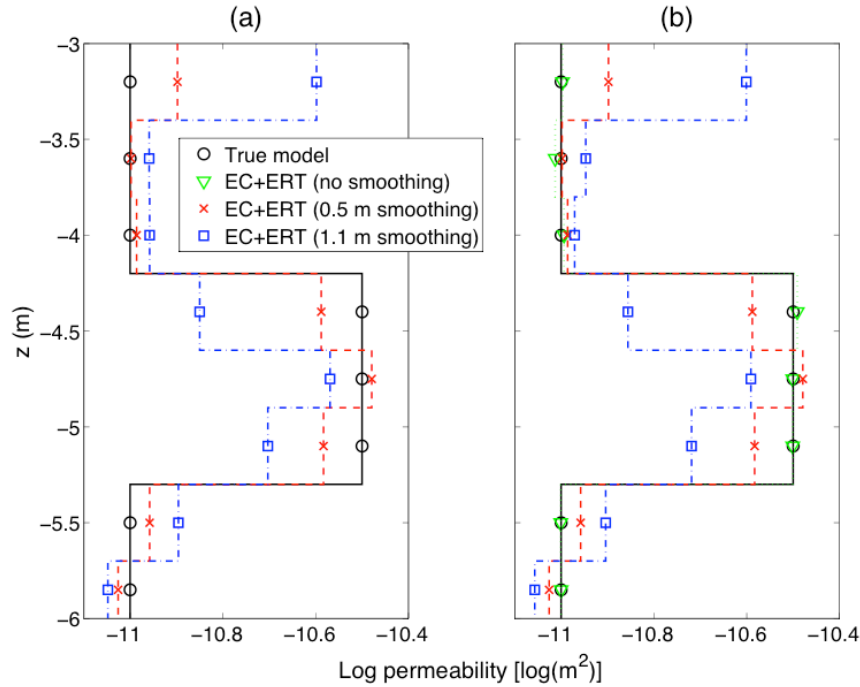 (a)
(b)
−3
−3.5
−4
−4.5
−5
−5.5
−6
z (m)
True model
EC+ERT (no smoothing)
EC+ERT (0.5 m smoothing)
EC+ERT (1.1 m smoothing)
−11 −10.8 −10.6 −10.4
−11 −10.8 −10.6 −10.4
Log permeability [log(m²)]